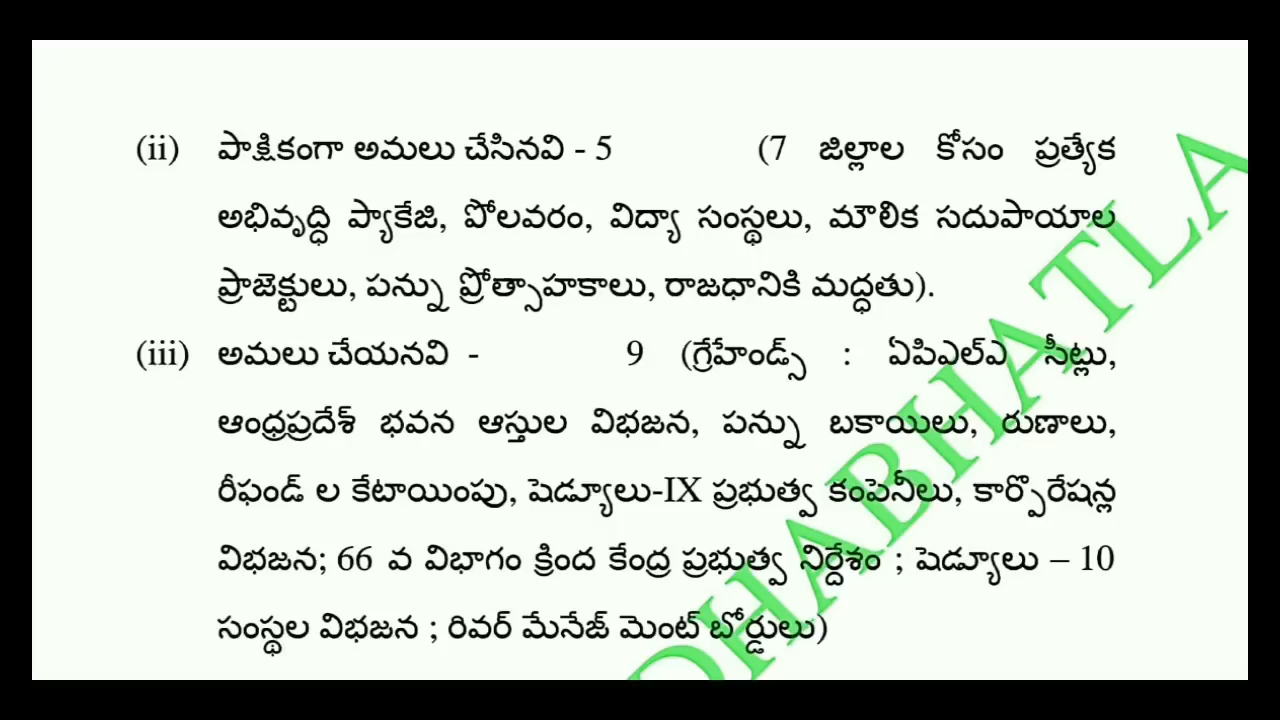 (ii) పాక్షికంగా అమలు చేసినవి - 5 (7 జిల్లాల కోసం ప్రత్యేక
అభివృద్ధి ప్యాకేజి, పోలవరం, విద్యా సంస్థలు, మౌలిక సదుపాయాల
ప్రాజెక్టులు, పన్ను ప్రోత్సాహకాలు, రాజధానికి మద్ధతు).
(iii) అమలు చేయనవి - 9 (గ్రేహేండ్స్ : ఏపిఎల్ఎ సీట్లు,
ఆంధ్రప్రదేశ్ భవన ఆస్తుల విభజన, పన్ను బకాయిలు, రుణాలు,
రీఫండ్ ల కేటాయింపు, షెడ్యూలు-IX ప్రభుత్వ కంపెనీలు, కార్పొరేషన్ల
విభజన; 66 వ విభాగం క్రింద కేంద్ర ప్రభుత్వ నిర్దేశం ; షెడ్యూలు – 10
సంస్థల విభజన ; రివర్ మేనేజ్ మెంట్ బోర్డులు)
DHABHATLA